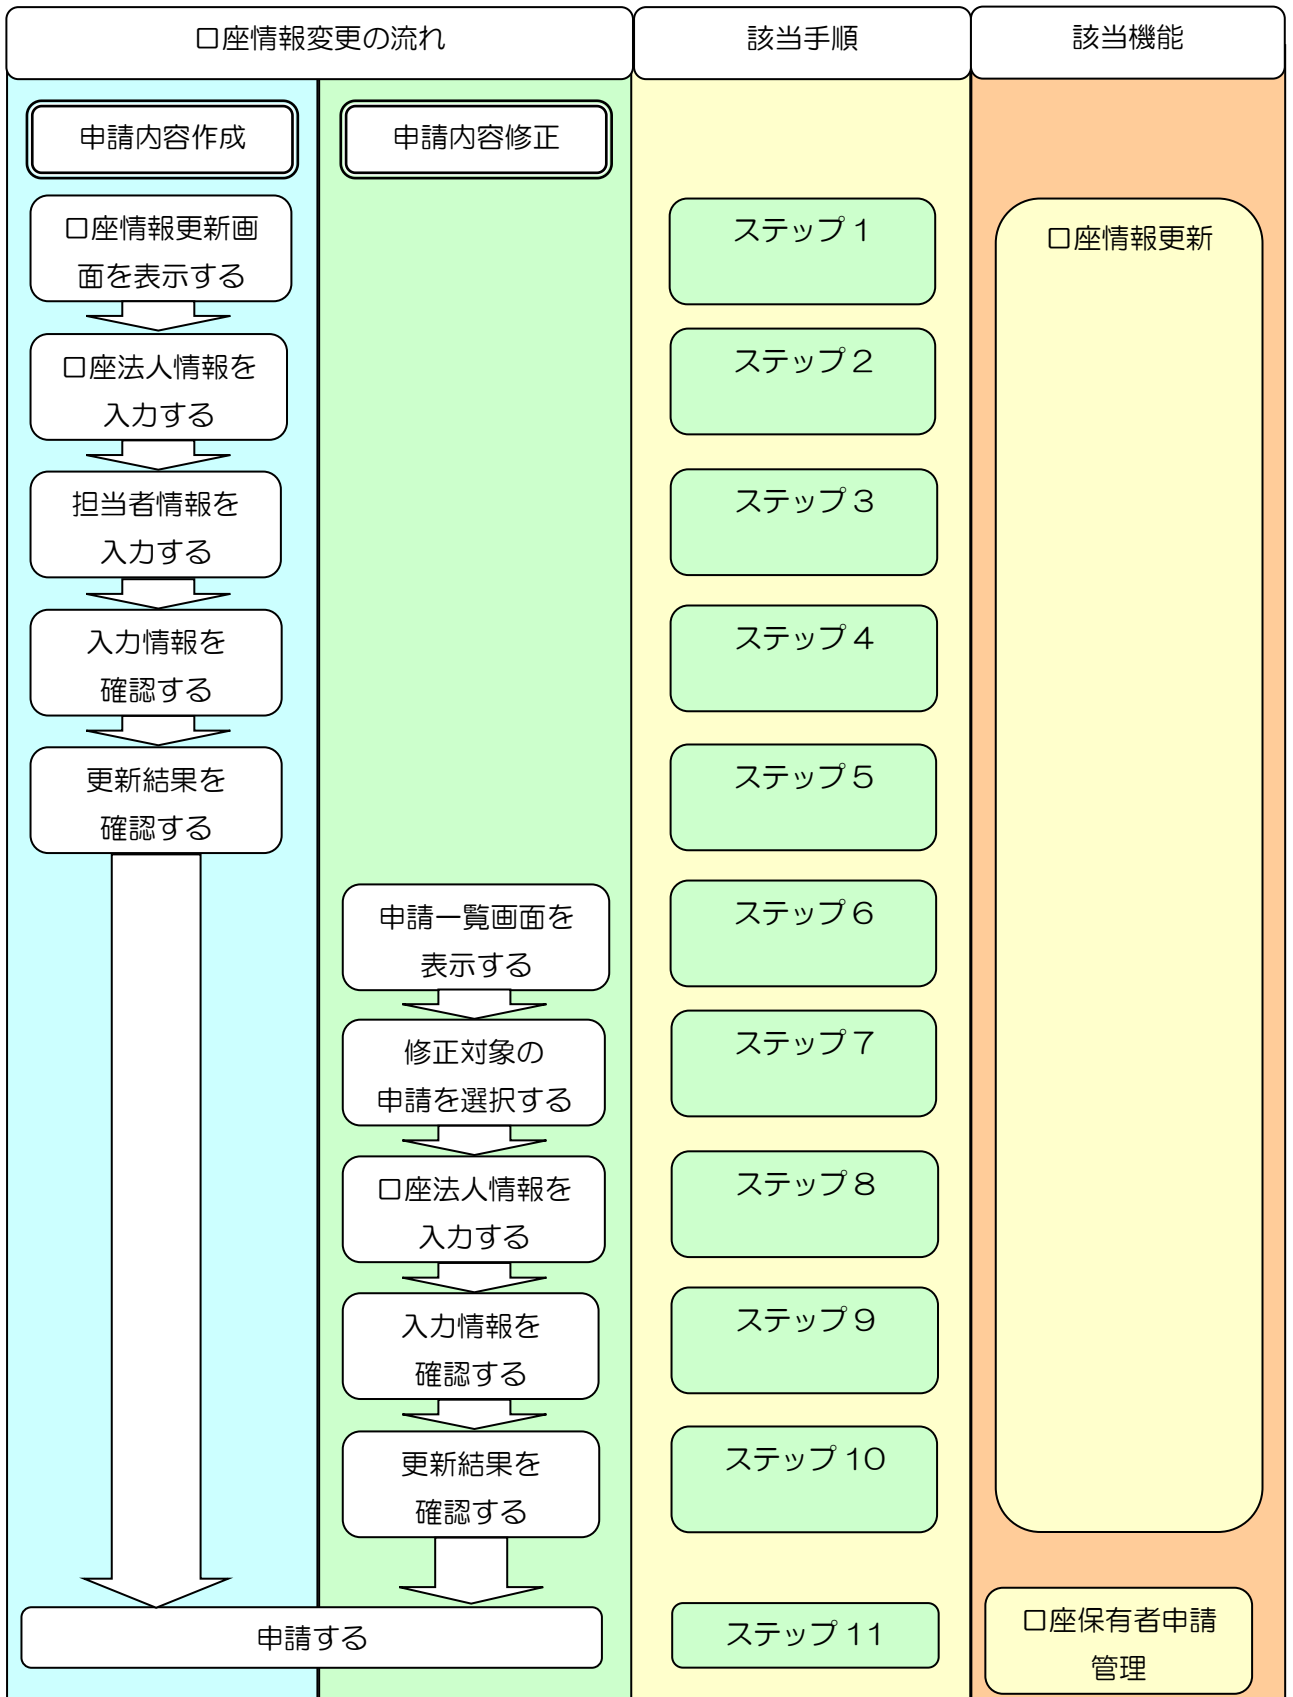 口座情報変更の流れ
該当手順
該当機能
申請内容作成
申請内容修正
口座情報更新画
面を表示する
ステップ1
口座情報更新
口座法人情報を
入力する
ステップ2
担当者情報を
入力する
ステップ3
入力情報を
確認する
ステップ4
更新結果を
確認する
ステップ5
申請一覧画面を
表示する
ステップ6
修正対象の
申請を選択する
ステップ7
口座法人情報を
入力する
ステップ8
入力情報を
確認する
ステップ9
更新結果を
確認する
ステップ10
申請する
ステップ11
口座保有者申請
管理